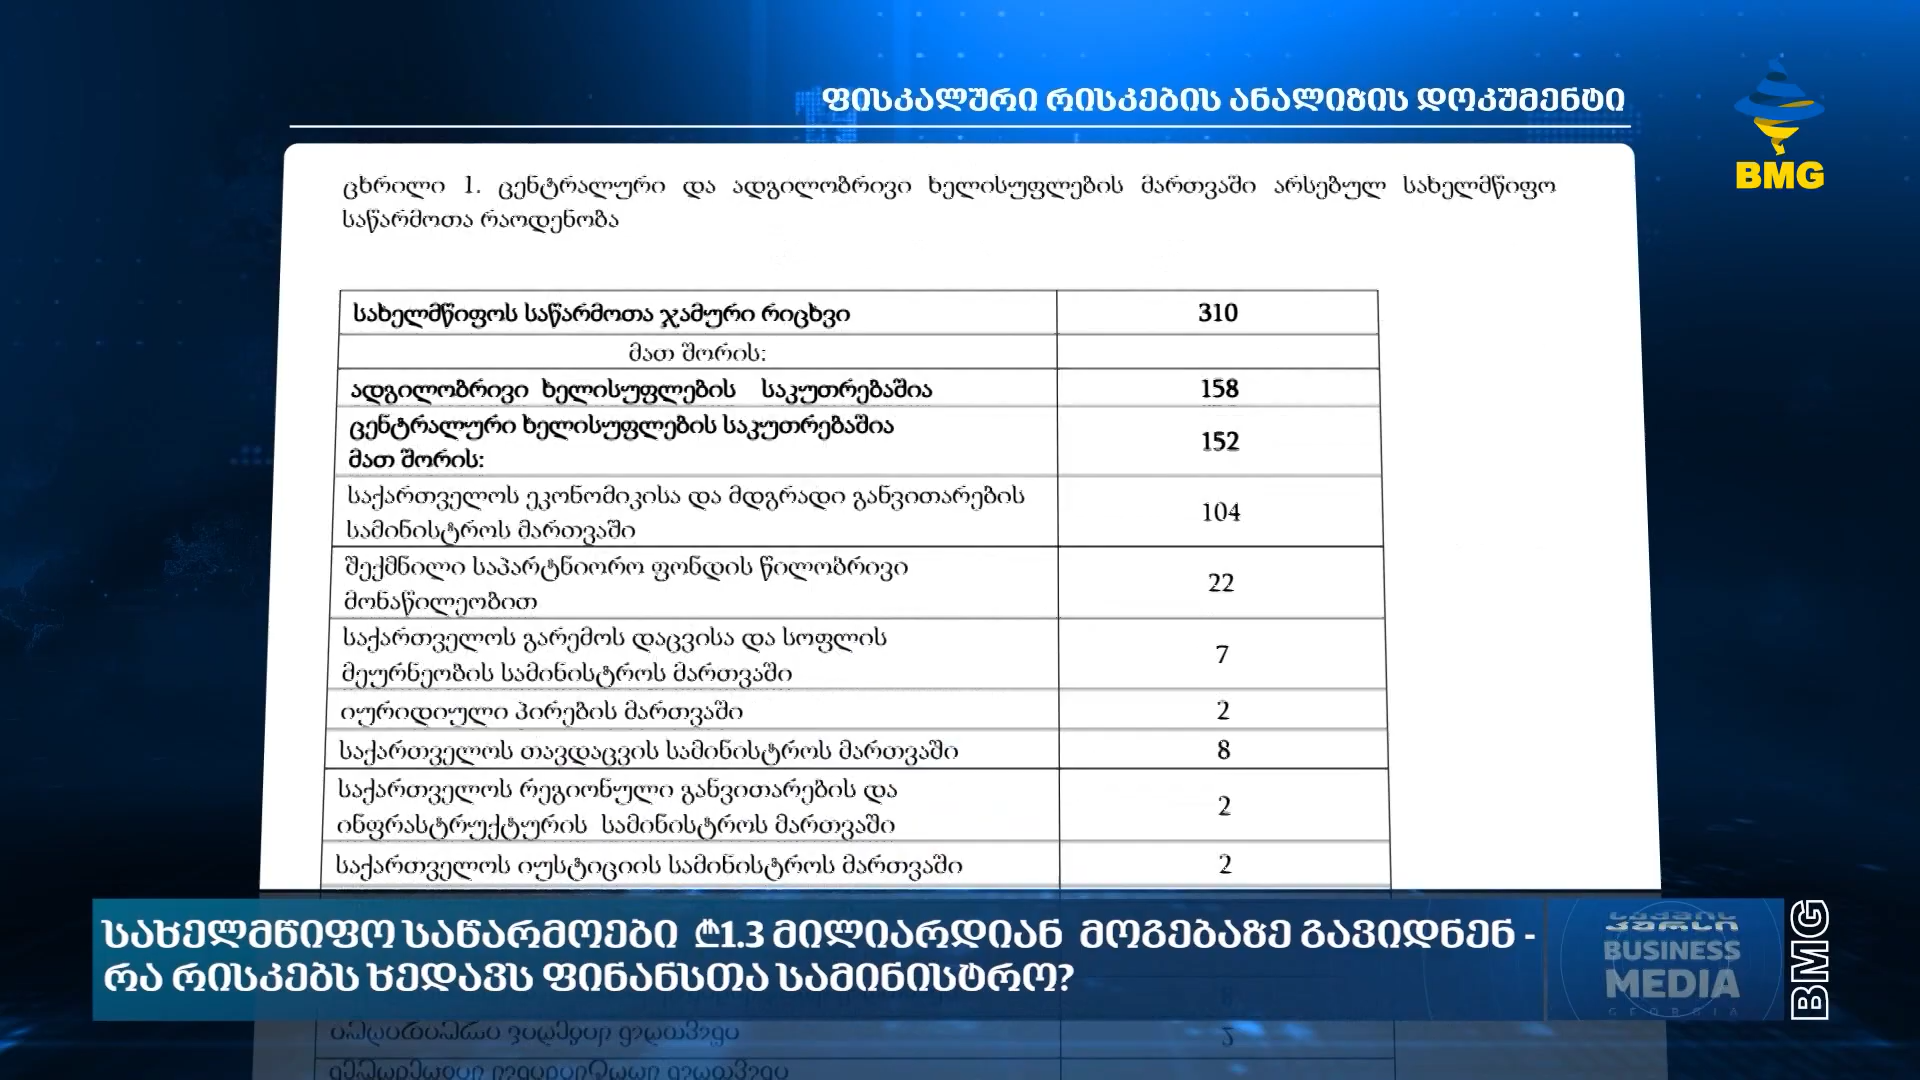 ფისკალური რისკების ანალიზის დოკუმენტი
BMG
ცხრილი 1. ცენტრალური და ადგილობრივი ხელისუფლების მართვაში არსებულ სახელმწიფო
საწარმოთა რაოდენობა
სახელმწიფოს საწარმოთა ჯამური რიცხვი 310
მათ შორის:
ადგილობრივი ხელისუფლების საკუთრებაშია 158
ცენტრალური ხელისუფლების საკუთრებაშია
მათ შორის: 152
საქართველოს ეკონომიკისა და მდგრადი განვითარების
სამინისტროს მართვაში 104
შექმნილი საპარტნიორო ფონდის წილობრივი
მონაწილეობით 22
საქართველოს გარემოს დაცვისა და სოფლის
მეურნეობის სამინისტროს მართვაში 7
იურიდიული პირების მართვაში 2
საქართველოს თავდაცვის სამინისტროს მართვაში 8
საქართველოს რეგიონული განვითარების და
ინფრასტრუქტურის სამინისტროს მართვაში 2
საქართველოს იუსტიციის სამინისტროს მართვაში 2
სახელმწიფო საწარმოები ₾1.3 მილიარდიან მოგებაზე გავიდნენ -
რა რისკებს ხედავს ფინანსთა სამინისტრო?
BUSINESS
MEDIA
GEORGIA
BMG